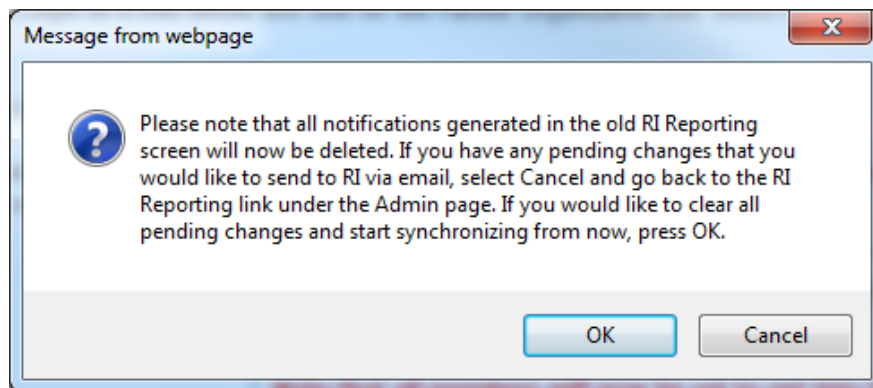 Message from webpage
Please note that all notifications generated in the old RI Reporting
screen will now be deleted. If you have any pending changes that you
would like to send to RI via email, select Cancel and go back to the RI
Reporting link under the Admin page. If you would like to clear all
pending changes and start synchronizing from now, press OK.
OK
Cancel